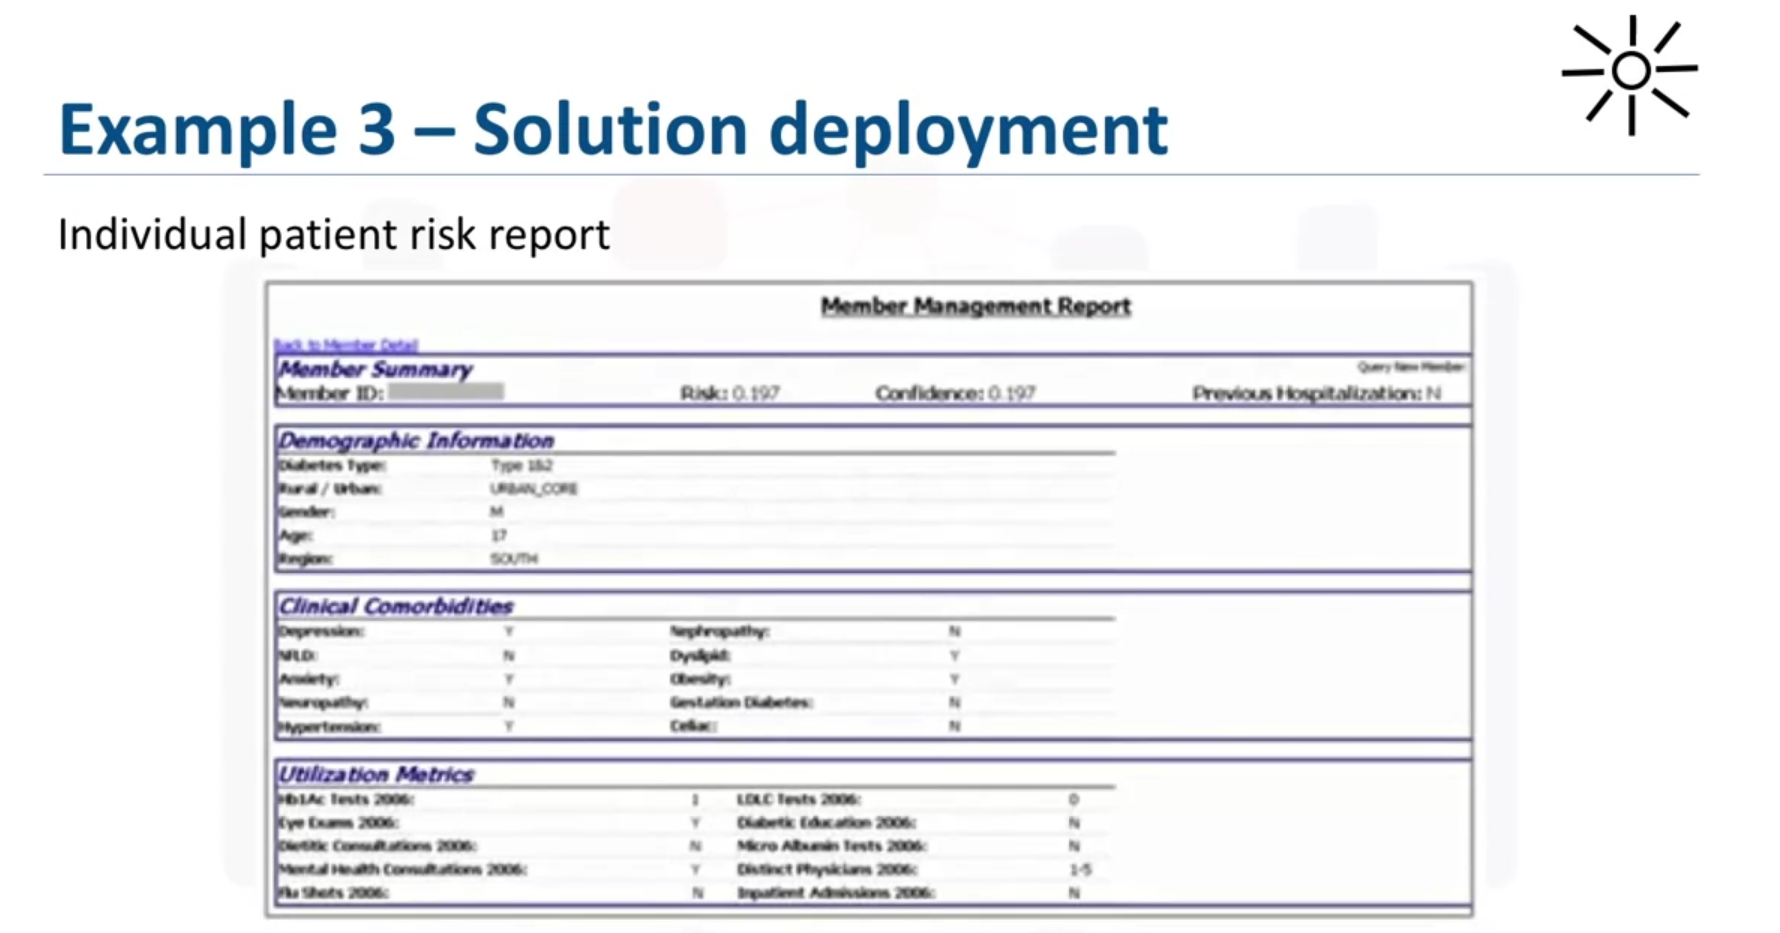 Example 3 – Solution deployment
Individual patient risk report
Member Management Report
Back to Member Detail
Member Summary
Query New Member
Member ID: Risk: 0.197 Confidence: 0.197 Previous Hospitalization: N
Demographic Information
Diabetes Type: Type 1&2
Rural / Urban: URBAN_CORE
Gender: M
Age: 17
Region: SOUTH
Clinical Comorbidities
Depression: Y Nephropathy: N
N Dyslipid: Y
Anxiety: Y Obesity: Y
Neuropathy: N Gestation Diabetes: N
Hypertension: Y Celiac: N
Utilization Metrics
Hb1Ac Tests 2006: 1 LDLC Tests 2006: 0
Eye Exams 2006: Y Diabetic Education 2006: N
Dietitic Consultations 2006: N Micro Albumin Tests 2006: N
Mental Health Consultations 2006: Y Distinct Physicians 2006: 1-5
Flu Shots 2006: N Inpatient Admissions 2006: N